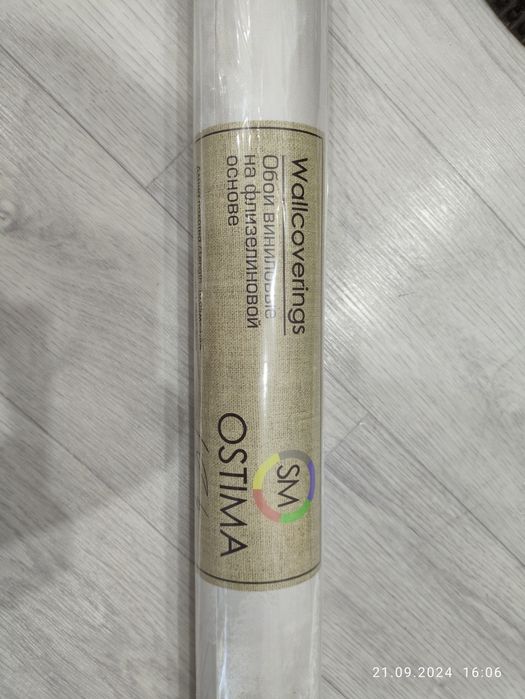 Wallcoverings
Обои виниловые
на флизелиновой
основе
SM
OSTIMA
21.09.2024 16:06